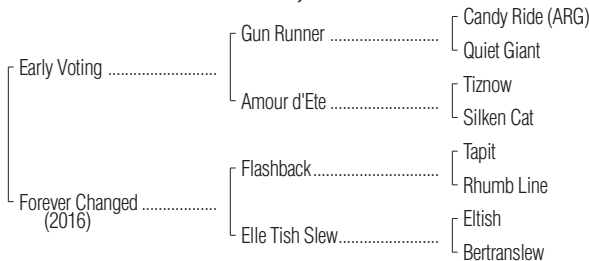 Candy Ride (ARG)
Gun Runner ..........................
Quiet Giant
Early Voting ..........................
Tiznow
Amour d'Ete ..........................
Silken Cat
Tapit
Flashback..............................
Rhumb Line
Forever Changed ..................
(2016)
Eltish
Elle Tish Slew........................
Bertranslew